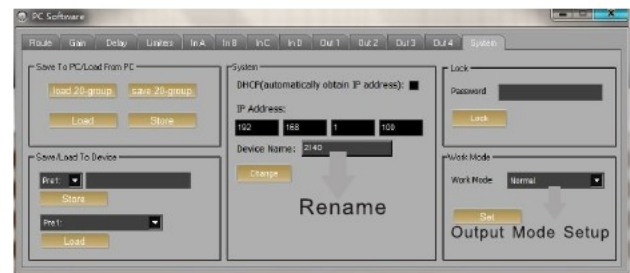 PC Software
Route Gain Delay Limiters In A In B In C In D Out 1 Out 2 Out 3 Out 4 System
Save To PC/Load From PC
load 20-group save 20-group
Load Store
Save/Load To Device
Pre1:
Store
Pre1:
Load
System
DHCP(automatically obtain IP address):
IP Address:
192 168 1 100
Device Name: 2140
Change
Rename
Lock
Password
Lock
Work Mode
Work Mode Normal
Set
Output Mode Setup